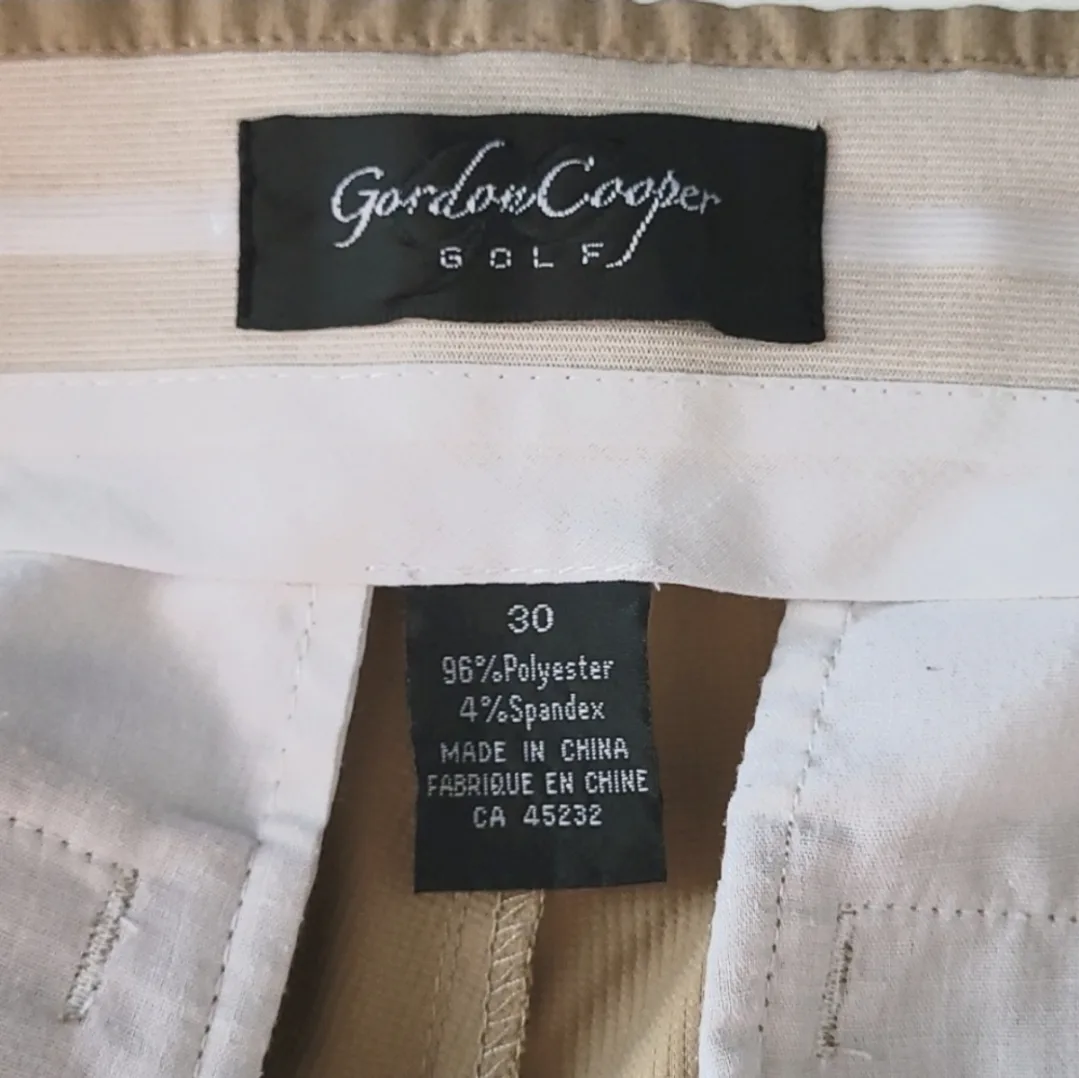 GordonCooper
GOLF
30
96%Polyester
4%Spandex
MADE IN CHINA
FABRIQUE EN CHINE
CA 45232